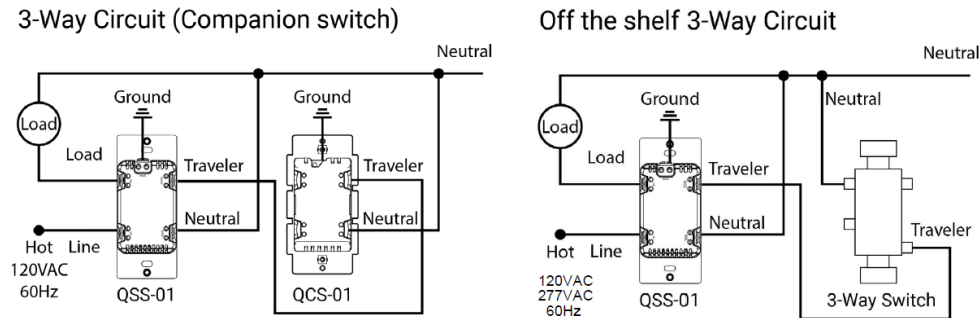 3-Way Circuit (Companion switch)
Neutral
Ground
Ground
Load
Load
Traveler
Traveler
Neutral
Neutral
Hot Line
120VAC
60Hz
QSS-01
QCS-01
Off the shelf 3-Way Circuit
Neutral
Ground
Neutral
Load
Load
Traveler
Neutral
Traveler
Hot Line
120VAC
277VAC
60Hz
QSS-01
3-Way Switch